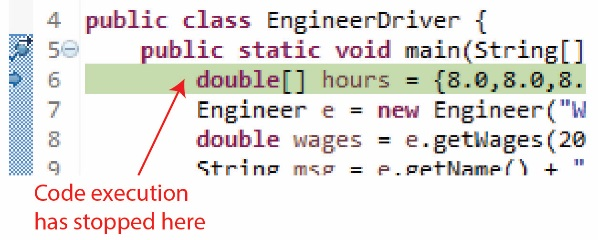 4 public class EngineerDriver {
5 public static void main(String[]
6 double[] hours = {8.0,8.0,8.
7 Engineer e = new Engineer("W
8 double wages = e.getWages(20
9 String msg = e.getName() + "
Code execution
has stopped here